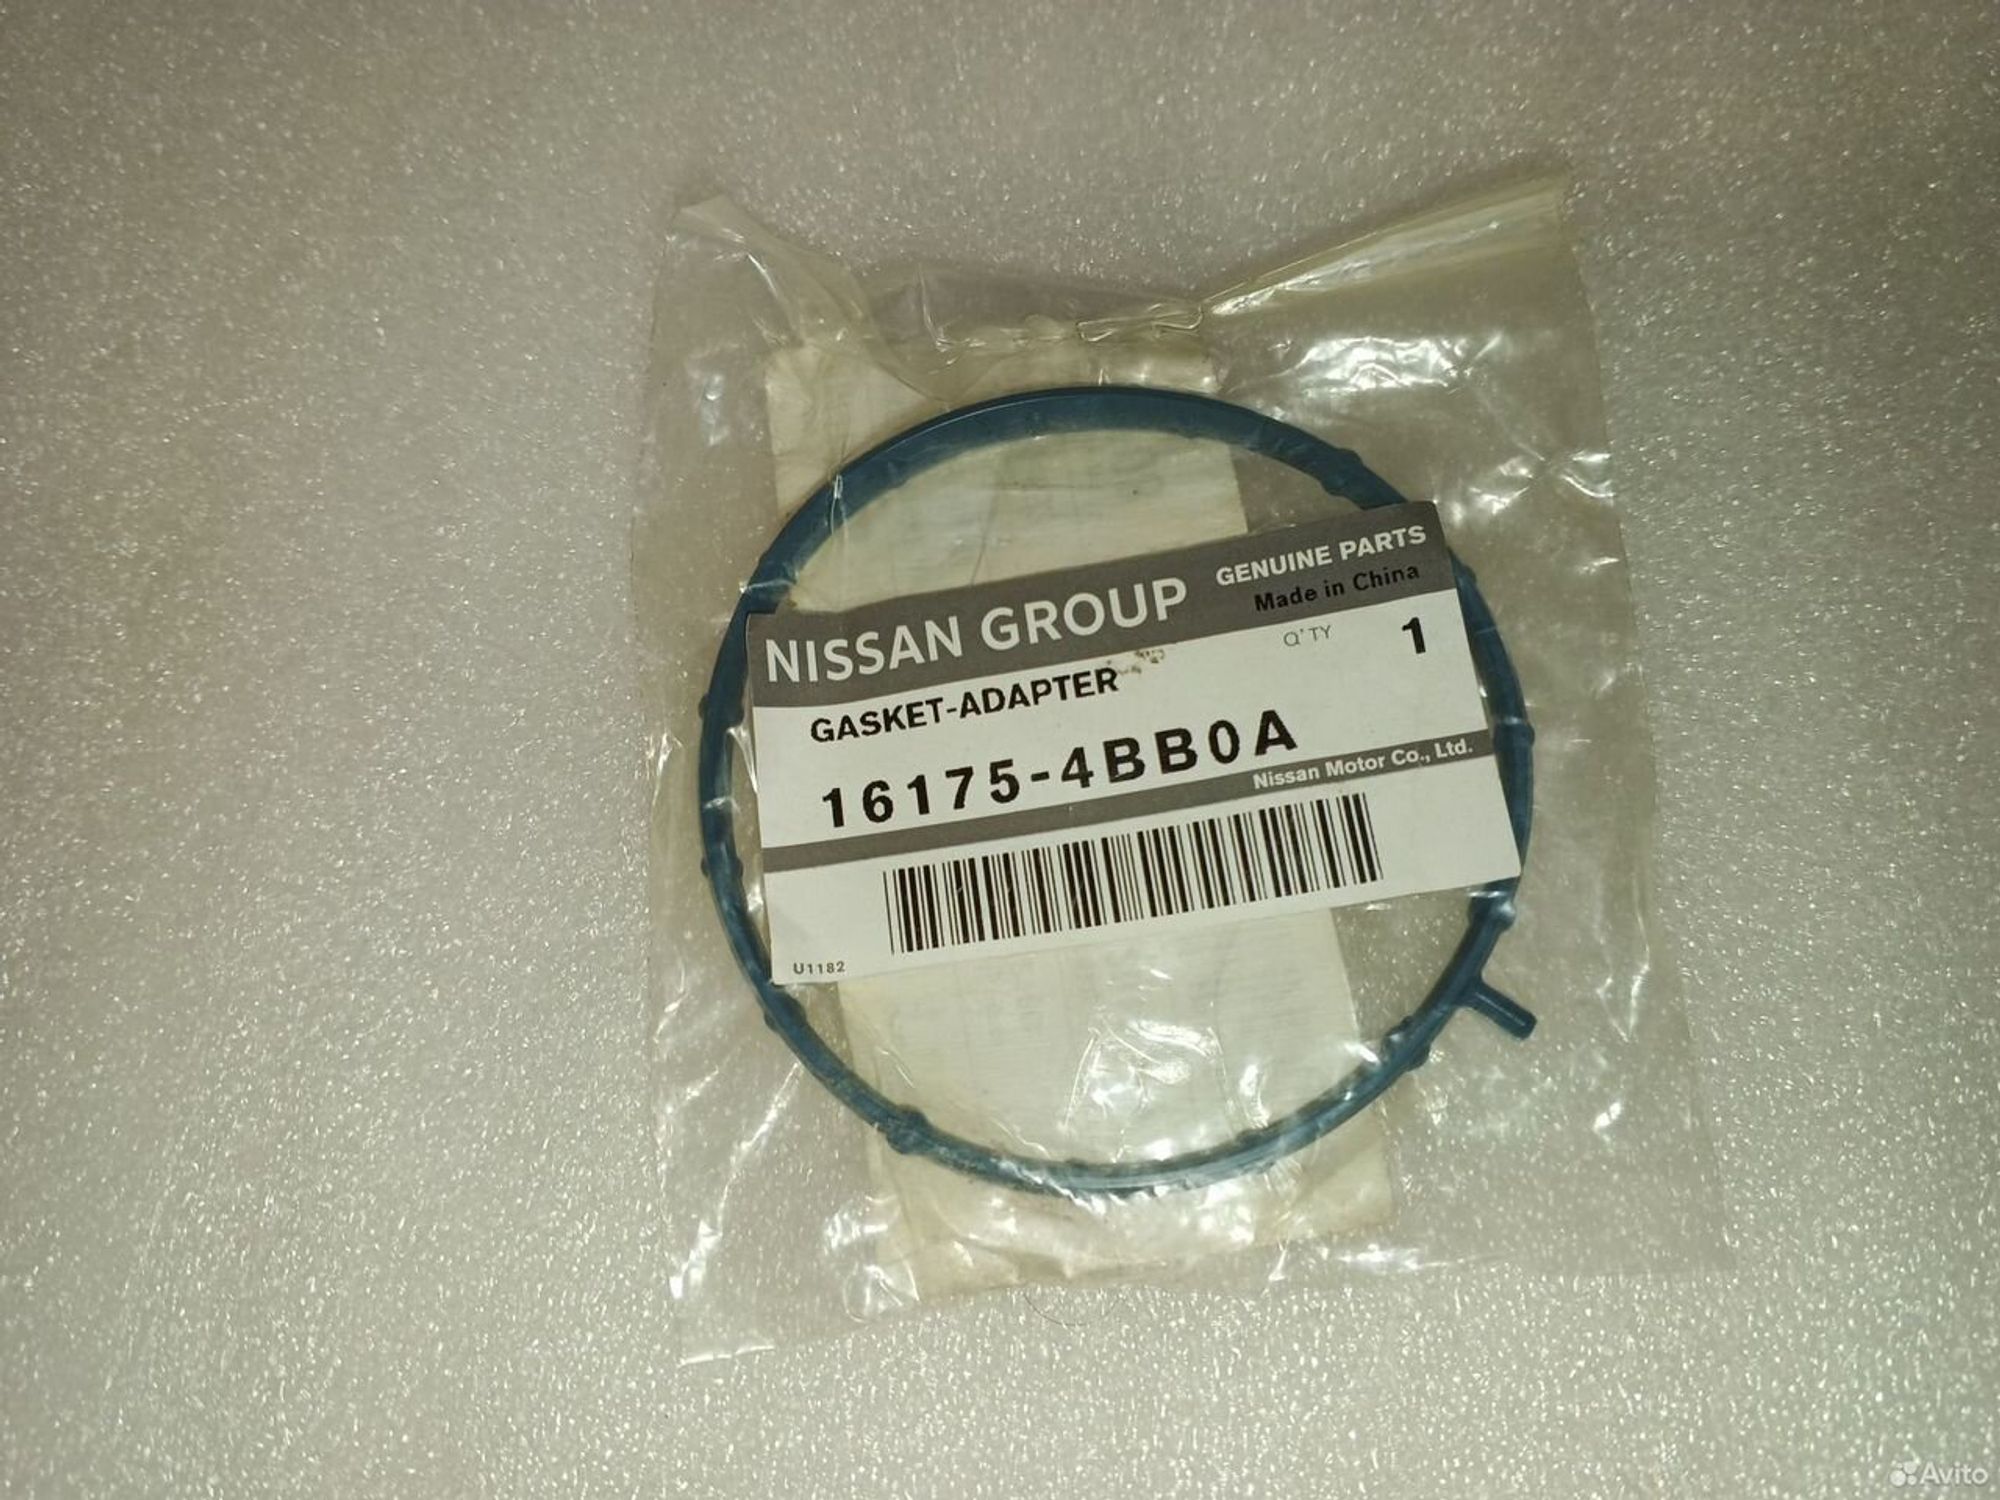 NISSAN GROUP
GENUINE PARTS
Made in China
GASKET-ADAPTER
Q'TY 1
16175-4BB0A
Nissan Motor Co., Ltd.
U1182
Avito